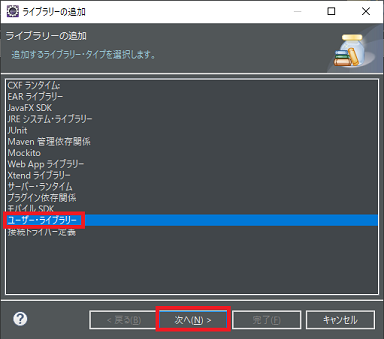 ライブラリーの追加
ライブラリーの追加
追加するライブラリー・タイプを選択します。
CXF ランタイム:
EAR ライブラリー
JavaFX SDK
JRE システム・ライブラリー
JUnit
Maven 管理依存関係
Mockito
Web App ライブラリー
Xtend ライブラリー
サーバー・ランタイム
プラグイン依存関係
モバイル SDK
ユーザー・ライブラリー
接続ドライバー定義
< 戻る(B)
次へ(N) >
完了(F)
キャンセル